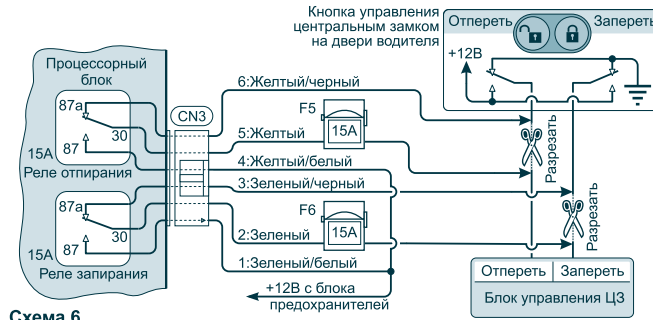 Кнопка управления
центральным замком
на двери водителя
Отпереть
Запереть
+12В
Процессорный
блок
87а
30
15А
87
Реле отпирания
87а
30
15А
87
Реле запирания
CN3
6:Желтый/черный
F5
15А
5:Желтый
4:Желтый/белый
3:Зеленый/черный
F6
15А
2:Зеленый
1:Зеленый/белый
+12В с блока
предохранителей
Разрезать
Разрезать
Отпереть
Запереть
Блок управления ЦЗ
Схема 6